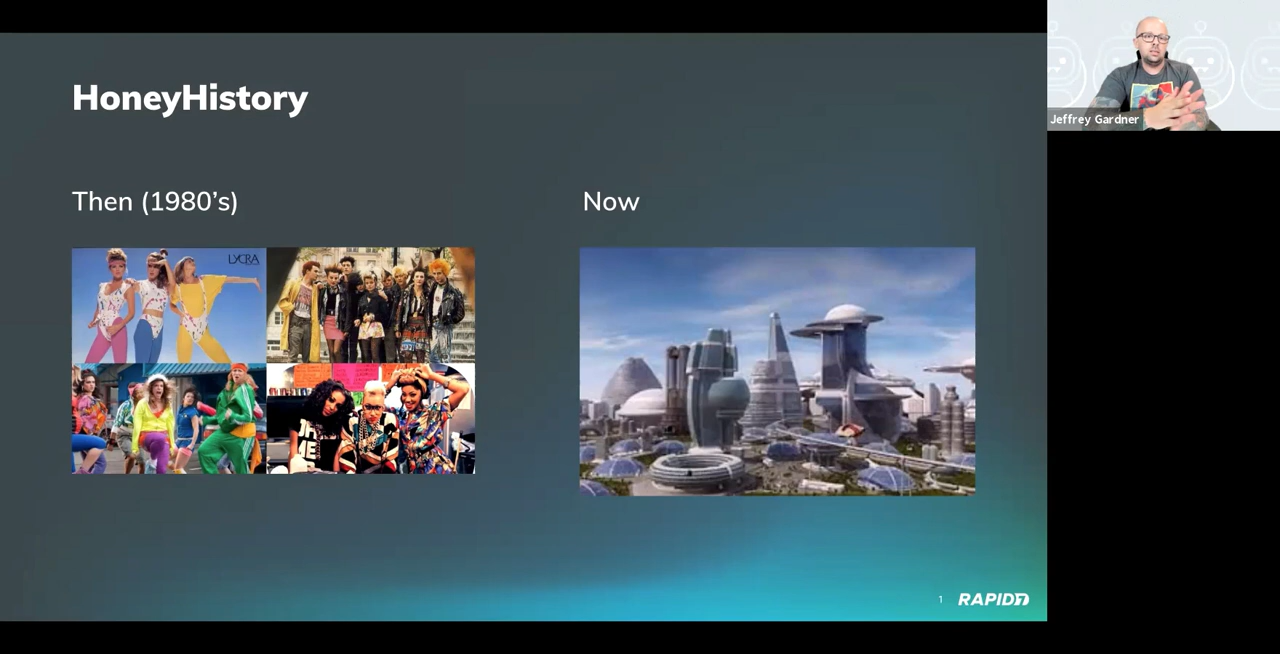 HoneyHistory
Then (1980's)
Now
LYCRA
Jeffrey Gardner
1 RAPID7